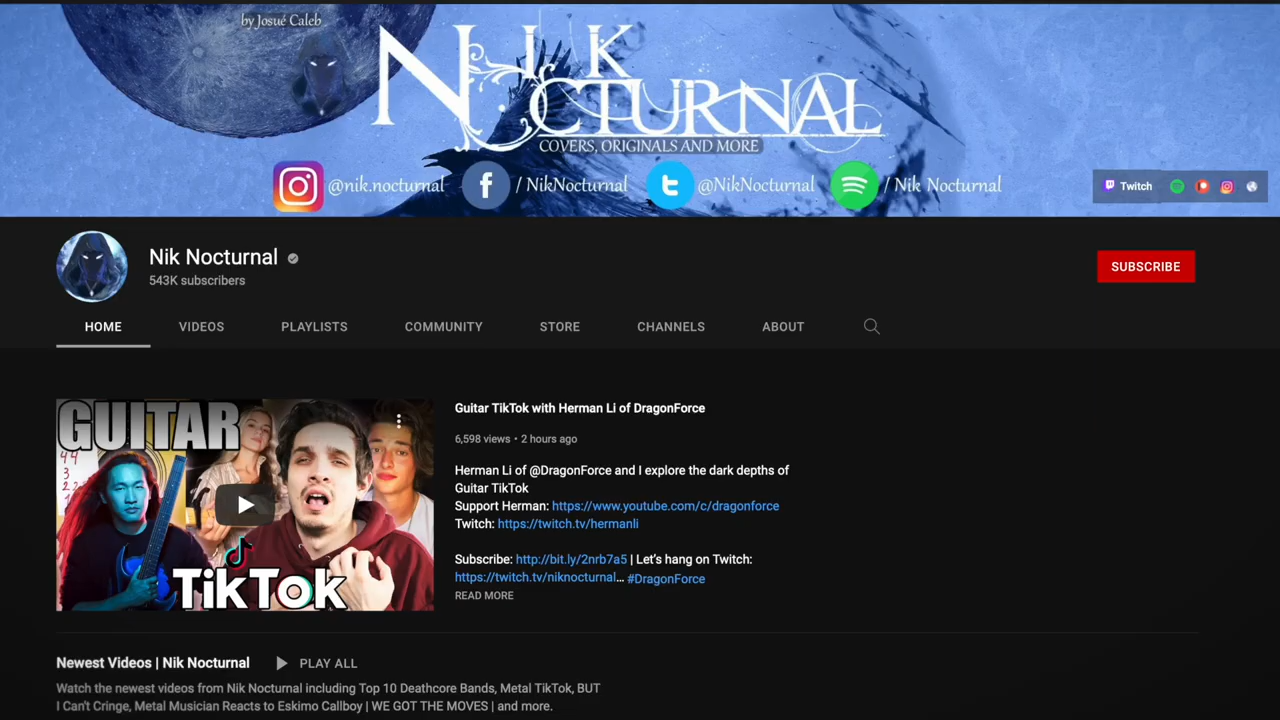 by Josué Caleb
NIK
NOCTURNAL
COVERS, ORIGINALS AND MORE
@nik.nocturnal / NikNocturnal @NikNocturnal / Nik Nocturnal
Twitch
Nik Nocturnal
543K subscribers
SUBSCRIBE
HOME VIDEOS PLAYLISTS COMMUNITY STORE CHANNELS ABOUT
GUITAR
TikTok
Guitar TikTok with Herman Li of DragonForce
6,598 views • 2 hours ago
Herman Li of @DragonForce and I explore the dark depths of
Guitar TikTok
Support Herman: https://www.youtube.com/c/dragonforce
Twitch: https://twitch.tv/hermanli
Subscribe: http://bit.ly/2nrb7a5 | Let's hang on Twitch:
https://twitch.tv/niknocturnal... #DragonForce
READ MORE
Newest Videos | Nik Nocturnal PLAY ALL
Watch the newest videos from Nik Nocturnal including Top 10 Deathcore Bands, Metal TikTok, BUT
I Can't Cringe, Metal Musician Reacts to Eskimo Callboy | WE GOT THE MOVES | and more.